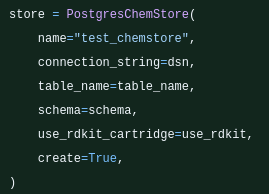 store = PostgresChemStore(
    name="test_chemstore",
    connection_string=dsn,
    table_name=table_name,
    schema=schema,
    use_rdkit_cartridge=use_rdkit,
    create=True,
)